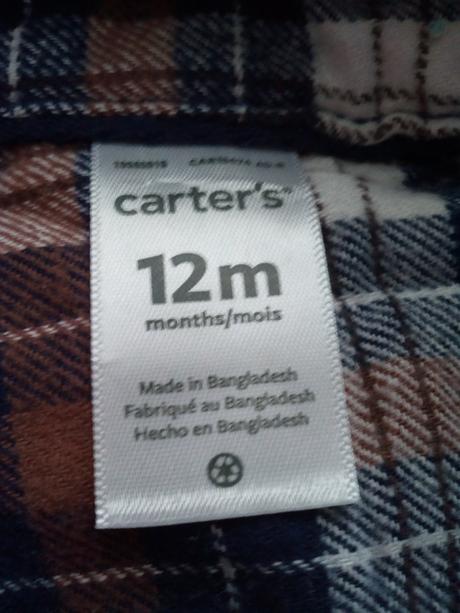 carter's
12m
months/mois
Made in Bangladesh
Fabriqué au Bangladesh
Hecho en Bangladesh